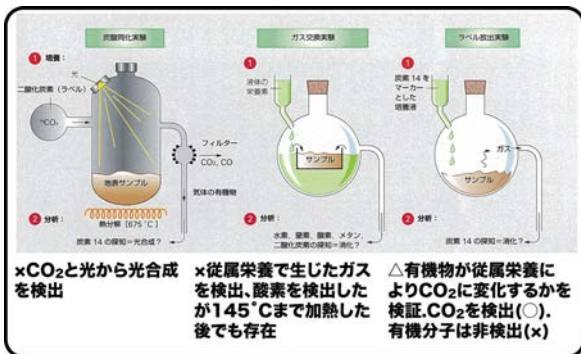 炭酸同化実験
1 培養:
光
二酸化炭素（ラベル）
¹⁴CO₂
フィルター
CO₂, CO
気体の有機物
地表サンプル
2 分析:
熱分解［675 °C］
炭素 14 の探知=光合成？
ガス交換実験
1
液体の
栄養素
サンプル
2 分析:
水素、窒素、酸素、メタン、
二酸化炭素の探知=消化？
ラベル放出実験
1
炭素 14 を
マーカー
とした
培養液
ガス
サンプル
2 分析:
炭素 14 の探知=消化？
×CO₂と光から光合成
を検出
×従属栄養で生じたガス
を検出、酸素を検出した
が145˚Cまで加熱した
後でも存在
△有機物が従属栄養に
よりCO₂に変化するかを
検証.CO₂を検出(○).
有機分子は非検出(×)